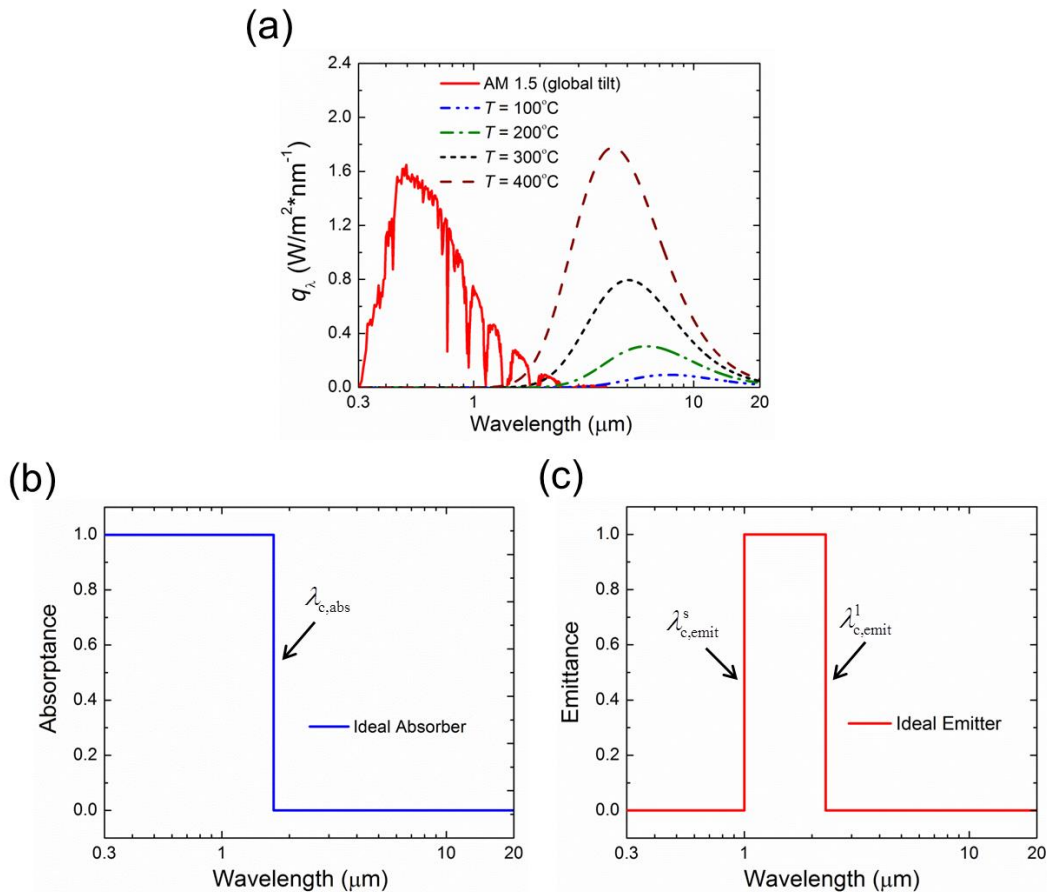 (a)
2.4
2.0
1.6
1.2
0.8
0.4
0.0
qλ (W/m²*nm⁻¹)
AM 1.5 (global tilt)
T = 100°C
T = 200°C
T = 300°C
T = 400°C
0.3
1
10
20
Wavelength (μm)
(b)
1.0
0.8
0.6
0.4
0.2
0.0
Absorptance
λc,abs
Ideal Absorber
0.3
1
10
20
Wavelength (μm)
(c)
1.0
0.8
0.6
0.4
0.2
0.0
Emittance
λˢc,emit
λˡc,emit
Ideal Emitter
0.3
1
10
20
Wavelength (μm)